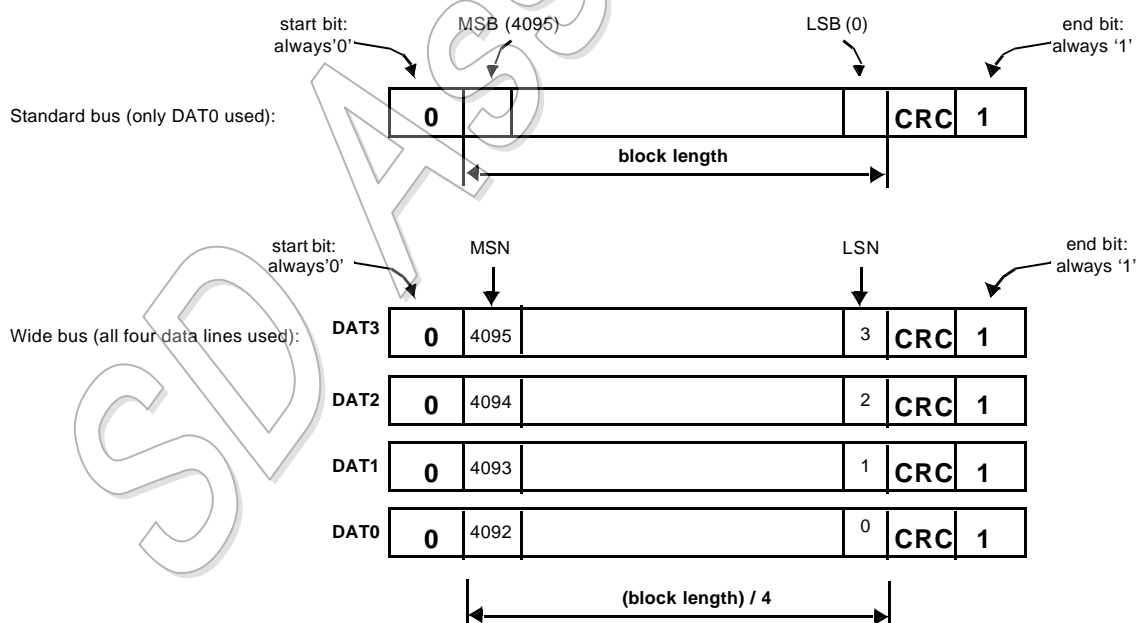 start bit:
always'0'
MSB (4095)
LSB (0)
end bit:
always ‘1’
Standard bus (only DAT0 used):
0
CRC
1
block length
start bit:
always'0'
MSN
LSN
end bit:
always ‘1’
Wide bus (all four data lines used):
DAT3
0
4095
3
CRC
1
DAT2
0
4094
2
CRC
1
DAT1
0
4093
1
CRC
1
DAT0
0
4092
0
CRC
1
(block length) / 4
SD Ass